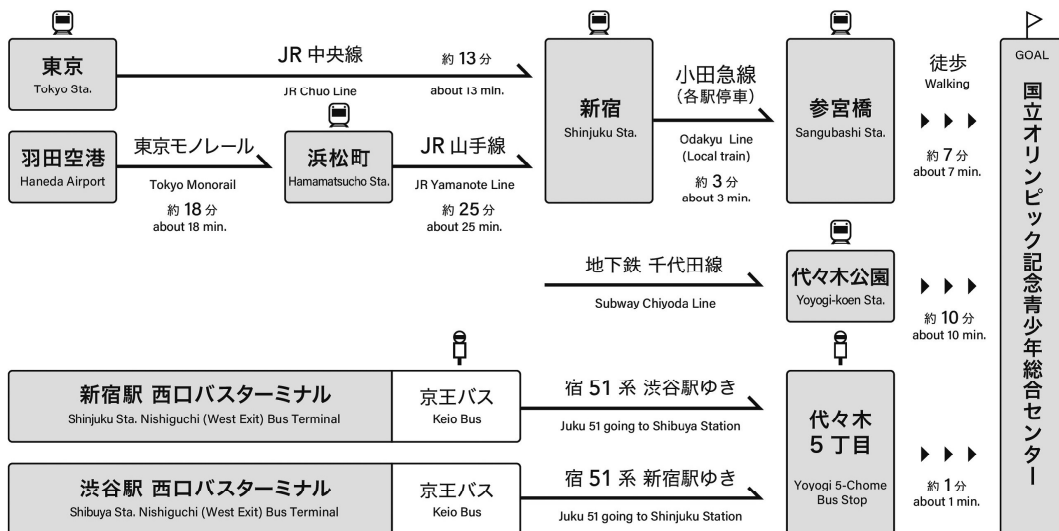 東京
Tokyo Sta.
JR 中央線
JR Chuo Line
約 13 分
about 13 min.
羽田空港
Haneda Airport
東京モノレール
Tokyo Monorail
約 18 分
about 18 min.
浜松町
Hamamatsucho Sta.
JR 山手線
JR Yamanote Line
約 25 分
about 25 min.
新宿
Shinjuku Sta.
小田急線
(各駅停車)
Odakyu Line
(Local train)
約 3 分
about 3 min.
参宮橋
Sangubashi Sta.
徒歩
Walking
約 7 分
about 7 min.
地下鉄 千代田線
Subway Chiyoda Line
代々木公園
Yoyogi-koen Sta.
約 10 分
about 10 min.
新宿駅 西口バスターミナル
Shinjuku Sta. Nishiguchi (West Exit) Bus Terminal
京王バス
Keio Bus
宿 51 系 渋谷駅ゆき
Juku 51 going to Shibuya Station
渋谷駅 西口バスターミナル
Shibuya Sta. Nishiguchi (West Exit) Bus Terminal
京王バス
Keio Bus
宿 51 系 新宿駅ゆき
Juku 51 going to Shinjuku Station
代々木
5 丁目
Yoyogi 5-Chome
Bus Stop
約 1 分
about 1 min.
GOAL
国立オリンピック記念青少年総合センター